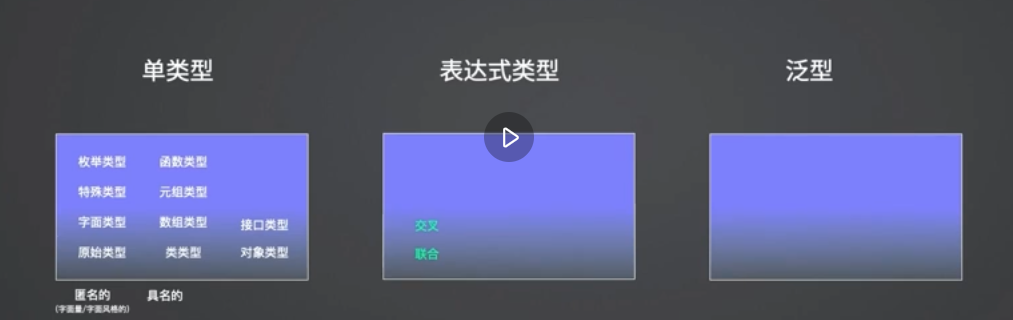 单类型 表达式类型 泛型
枚举类型 函数类型
特殊类型 元组类型
字面类型 数组类型 接口类型
交叉
原始类型 类类型 对象类型
联合
匿名的 具名的
(字面量/字面风格的)